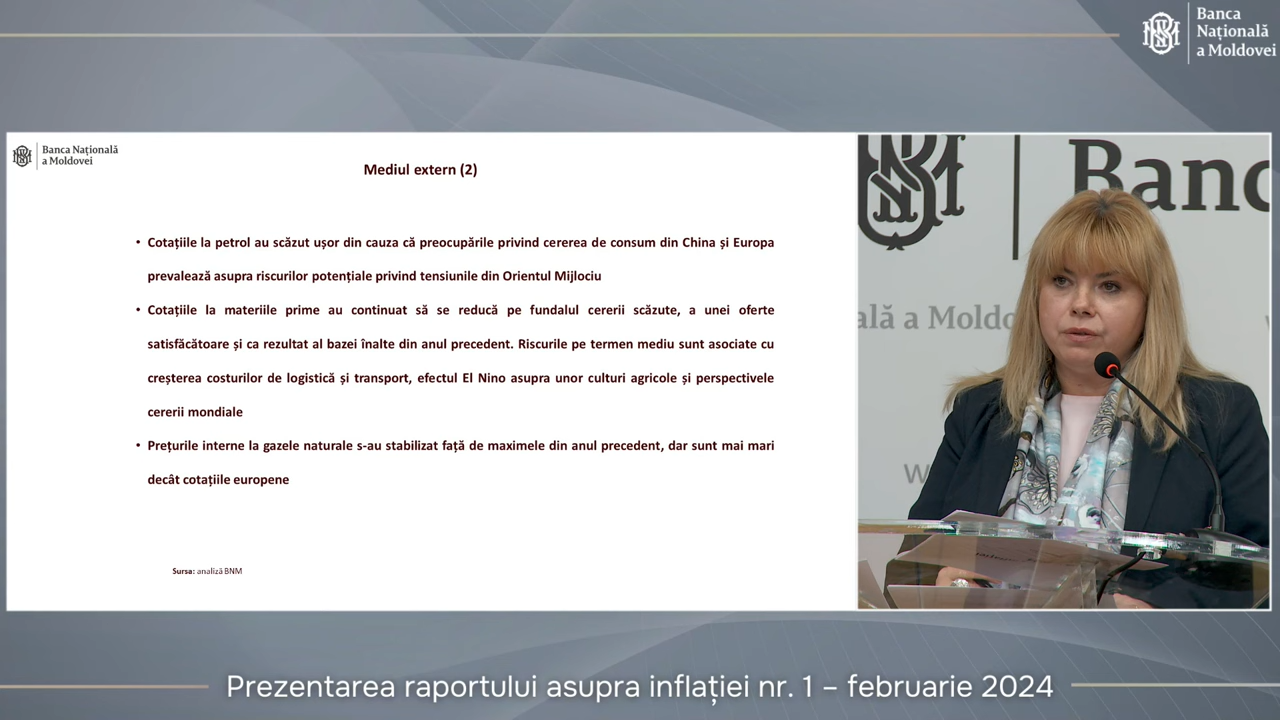 Banca
Națională
a Moldovei
Banca Națională
a Moldovei
Mediul extern (2)
• Cotațiile la petrol au scăzut ușor din cauza că preocupările privind cererea de consum din China și Europa
prevalează asupra riscurilor potențiale privind tensiunile din Orientul Mijlociu
• Cotațiile la materiile prime au continuat să se reducă pe fundalul cererii scăzute, a unei oferte
satisfăcătoare și ca rezultat al bazei înalte din anul precedent. Riscurile pe termen mediu sunt asociate cu
creșterea costurilor de logistică și transport, efectul El Nino asupra unor culturi agricole și perspectivele
cererii mondiale
• Prețurile interne la gazele naturale s-au stabilizat față de maximele din anul precedent, dar sunt mai mari
decât cotațiile europene
Sursa: analiză BNM
Banc
ală a Moldo
W
Prezentarea raportului asupra inflației nr. 1 – februarie 2024